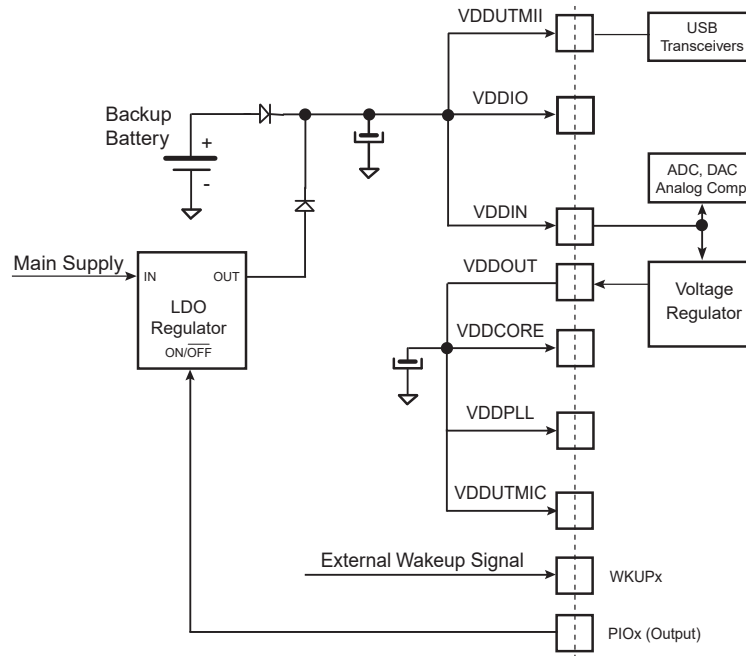 VDDUTMII
USB
Transceivers
VDDIO
Backup
Battery
+
-
ADC, DAC
Analog Comp.
VDDIN
Main Supply
IN
OUT
LDO
Regulator
ON/OFF
VDDOUT
Voltage
Regulator
VDDCORE
VDDPLL
VDDUTMIC
External Wakeup Signal
WKUPx
PIOx (Output)